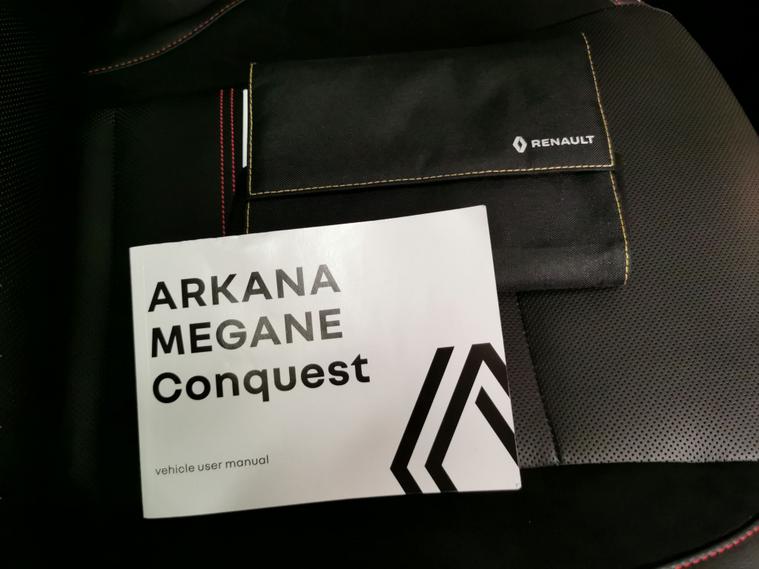 RENAULT
ARKANA
MEGANE
Conquest
vehicle user manual